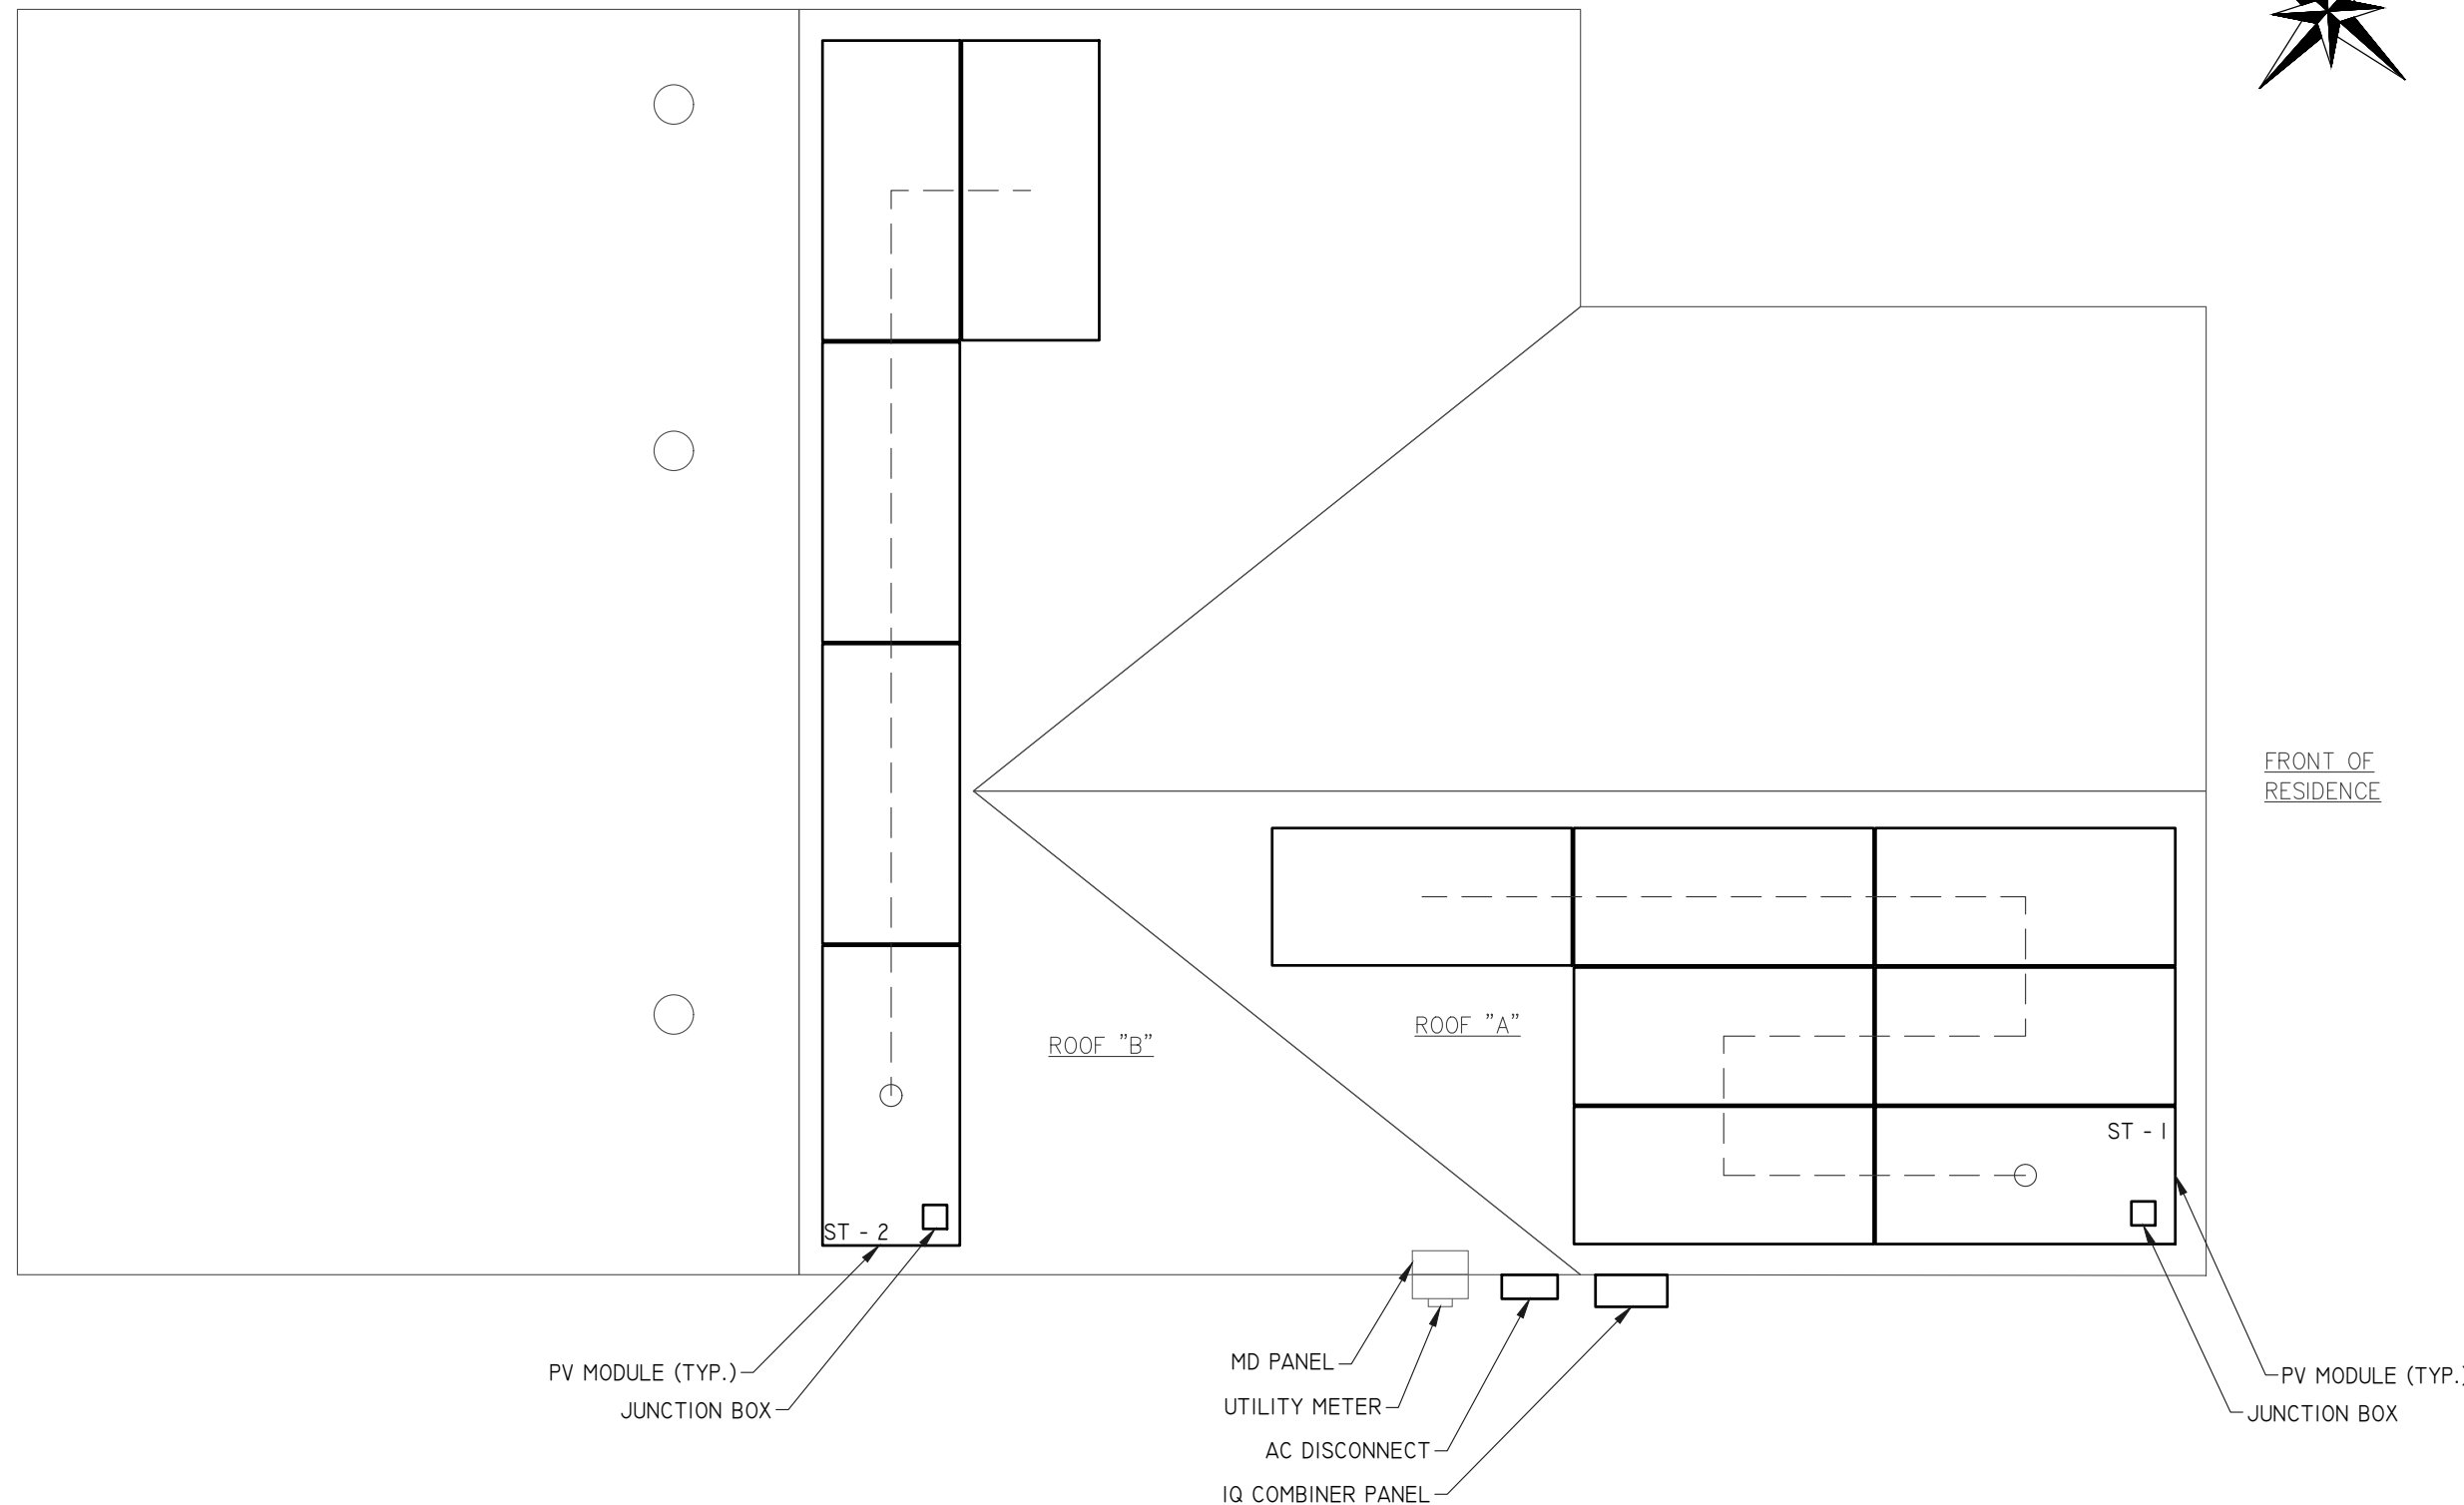 FRONT OF
RESIDENCE
ROOF "A"
ROOF "B"
ST - 1
ST - 2
PV MODULE (TYP.)
JUNCTION BOX
MD PANEL
UTILITY METER
AC DISCONNECT
IQ COMBINER PANEL
PV MODULE (TYP.)
JUNCTION BOX